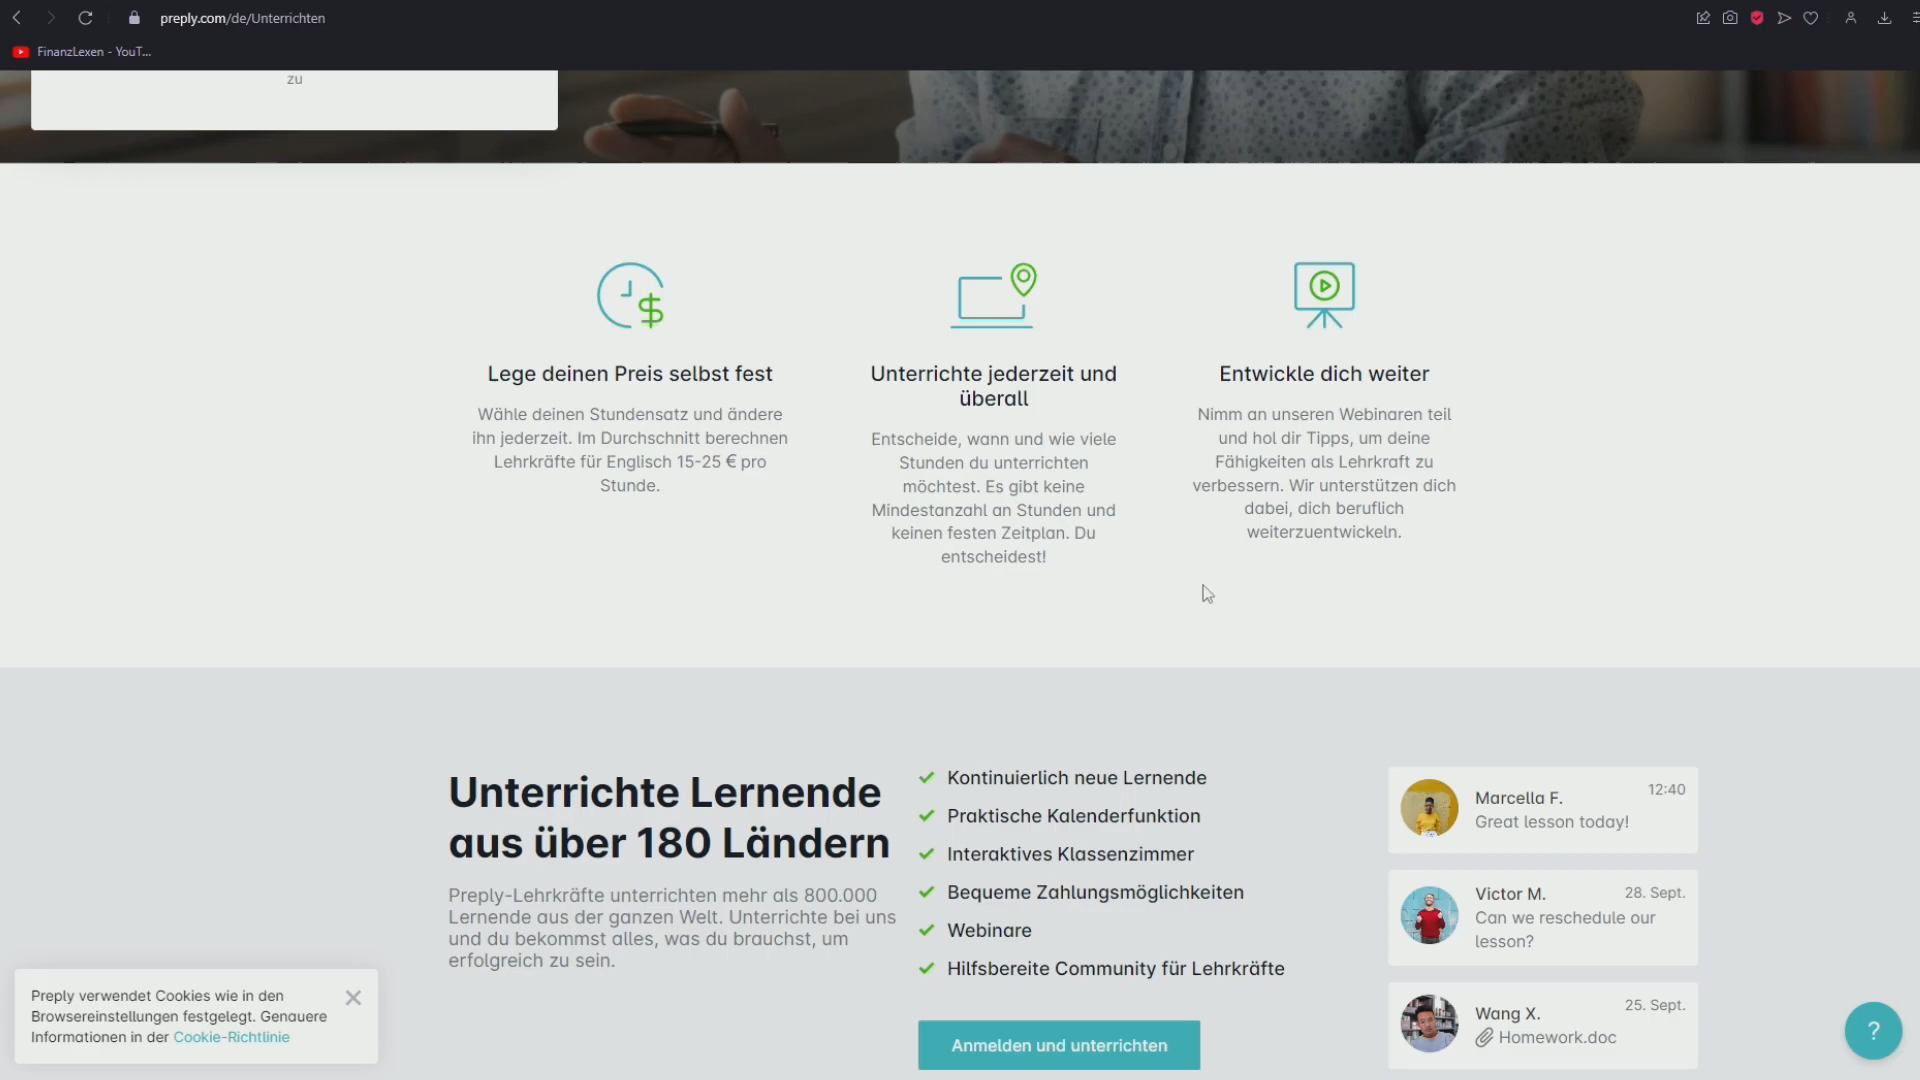 preply.com/de/Unterrichten
FinanzLexen - YouT...
zu
Lege deinen Preis selbst fest
Wähle deinen Stundensatz und ändere
ihn jederzeit. Im Durchschnitt berechnen
Lehrkräfte für Englisch 15-25 € pro
Stunde.
Unterrichte jederzeit und
überall
Entscheide, wann und wie viele
Stunden du unterrichten
möchtest. Es gibt keine
Mindestanzahl an Stunden und
keinen festen Zeitplan. Du
entscheidest!
Entwickle dich weiter
Nimm an unseren Webinaren teil
und hol dir Tipps, um deine
Fähigkeiten als Lehrkraft zu
verbessern. Wir unterstützen dich
dabei, dich beruflich
weiterzuentwickeln.
Unterrichte Lernende
aus über 180 Ländern
Preply-Lehrkräfte unterrichten mehr als 800.000
Lernende aus der ganzen Welt. Unterrichte bei uns
und du bekommst alles, was du brauchst, um
erfolgreich zu sein.
Kontinuierlich neue Lernende
Praktische Kalenderfunktion
Interaktives Klassenzimmer
Bequeme Zahlungsmöglichkeiten
Webinare
Hilfsbereite Community für Lehrkräfte
Anmelden und unterrichten
Marcella F. 12:40
Great lesson today!
Victor M. 28. Sept.
Can we reschedule our
lesson?
Wang X. 25. Sept.
Homework.doc
Preply verwendet Cookies wie in den
Browsereinstellungen festgelegt. Genauere
Informationen in der Cookie-Richtlinie
?